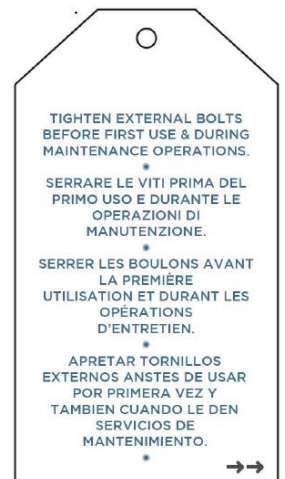 TIGHTEN EXTERNAL BOLTS
BEFORE FIRST USE & DURING
MAINTENANCE OPERATIONS.
SERRARE LE VITI PRIMA DEL
PRIMO USO E DURANTE LE
OPERAZIONI DI
MANUTENZIONE.
SERRER LES BOULONS AVANT
LA PREMIÈRE
UTILISATION ET DURANT LES
OPÉRATIONS
D'ENTRETIEN.
APRETAR TORNILLOS
EXTERNOS ANSTES DE USAR
POR PRIMERA VEZ Y
TAMBIEN CUANDO LE DEN
SERVICIOS DE
MANTENIMIENTO.